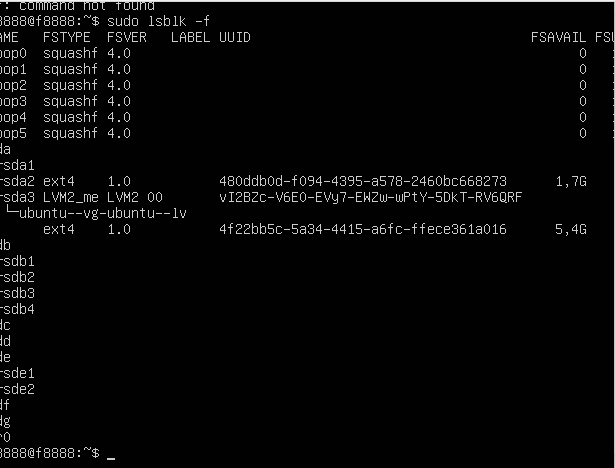 r: command not found
8888@f8888:~$ sudo lsblk -f
AME FSTYPE FSVER LABEL UUID FSAVAIL FSU
oop0 squashf 4.0 0
oop1 squashf 4.0 0
oop2 squashf 4.0 0
oop3 squashf 4.0 0
oop4 squashf 4.0 0
oop5 squashf 4.0 0
da
-sda1
-sda2 ext4 1.0 480ddb0d-f094-4395-a578-2460bc668273 1,7G
-sda3 LVM2_me LVM2 00 vI2BZc-V6E0-EVy7-EWZw-wPtY-5DkT-RV6QRF
└─ubuntu--vg-ubuntu--lv
ext4 1.0 4f22bb5c-5a34-4415-a6fc-ffece361a016 5,4G
db
-sdb1
-sdb2
-sdb3
-sdb4
dc
dd
de
-sde1
-sde2
df
dg
r0
8888@f8888:~$ _